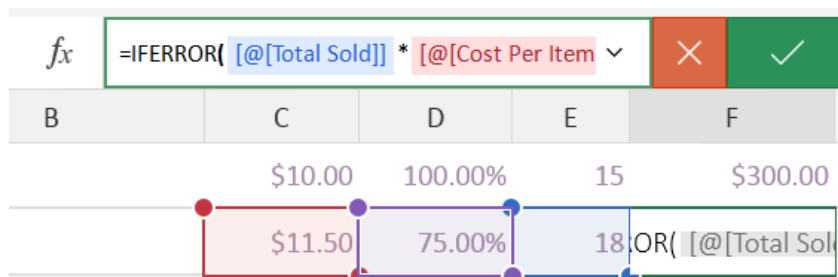 fx =IFERROR( [@[Total Sold]] * [@[Cost Per Item
B C D E F
$10.00 100.00% 15 $300.00
$11.50 75.00% 18 OR( [@[Total Sol